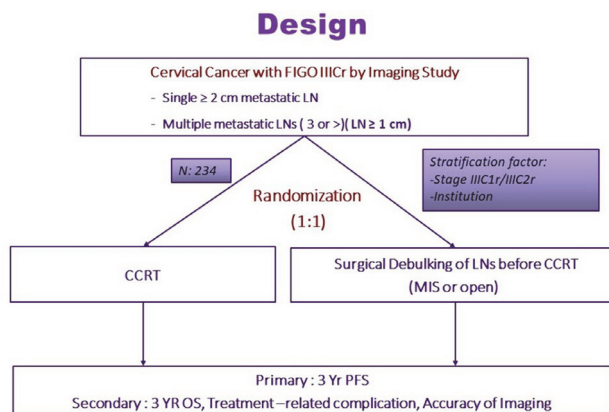 Design
Cervical Cancer with FIGO IIICr by Imaging Study
- Single ≥ 2 cm metastatic LN
- Multiple metastatic LNs ( 3 or >)( LN ≥ 1 cm)
N: 234
Stratification factor:
-Stage IIIC1r/IIIC2r
-Institution
Randomization
(1:1)
CCRT
Surgical Debulking of LNs before CCRT
(MIS or open)
Primary : 3 Yr PFS
Secondary : 3 YR OS, Treatment–related complication, Accuracy of Imaging